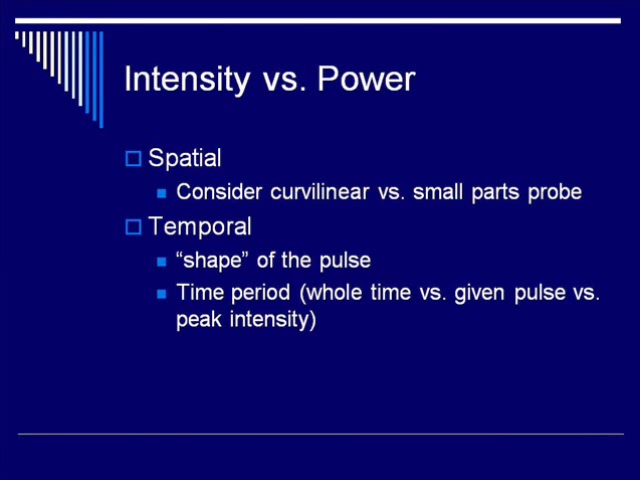 Intensity vs. Power
Spatial
Consider curvilinear vs. small parts probe
Temporal
“shape” of the pulse
Time period (whole time vs. given pulse vs.
peak intensity)